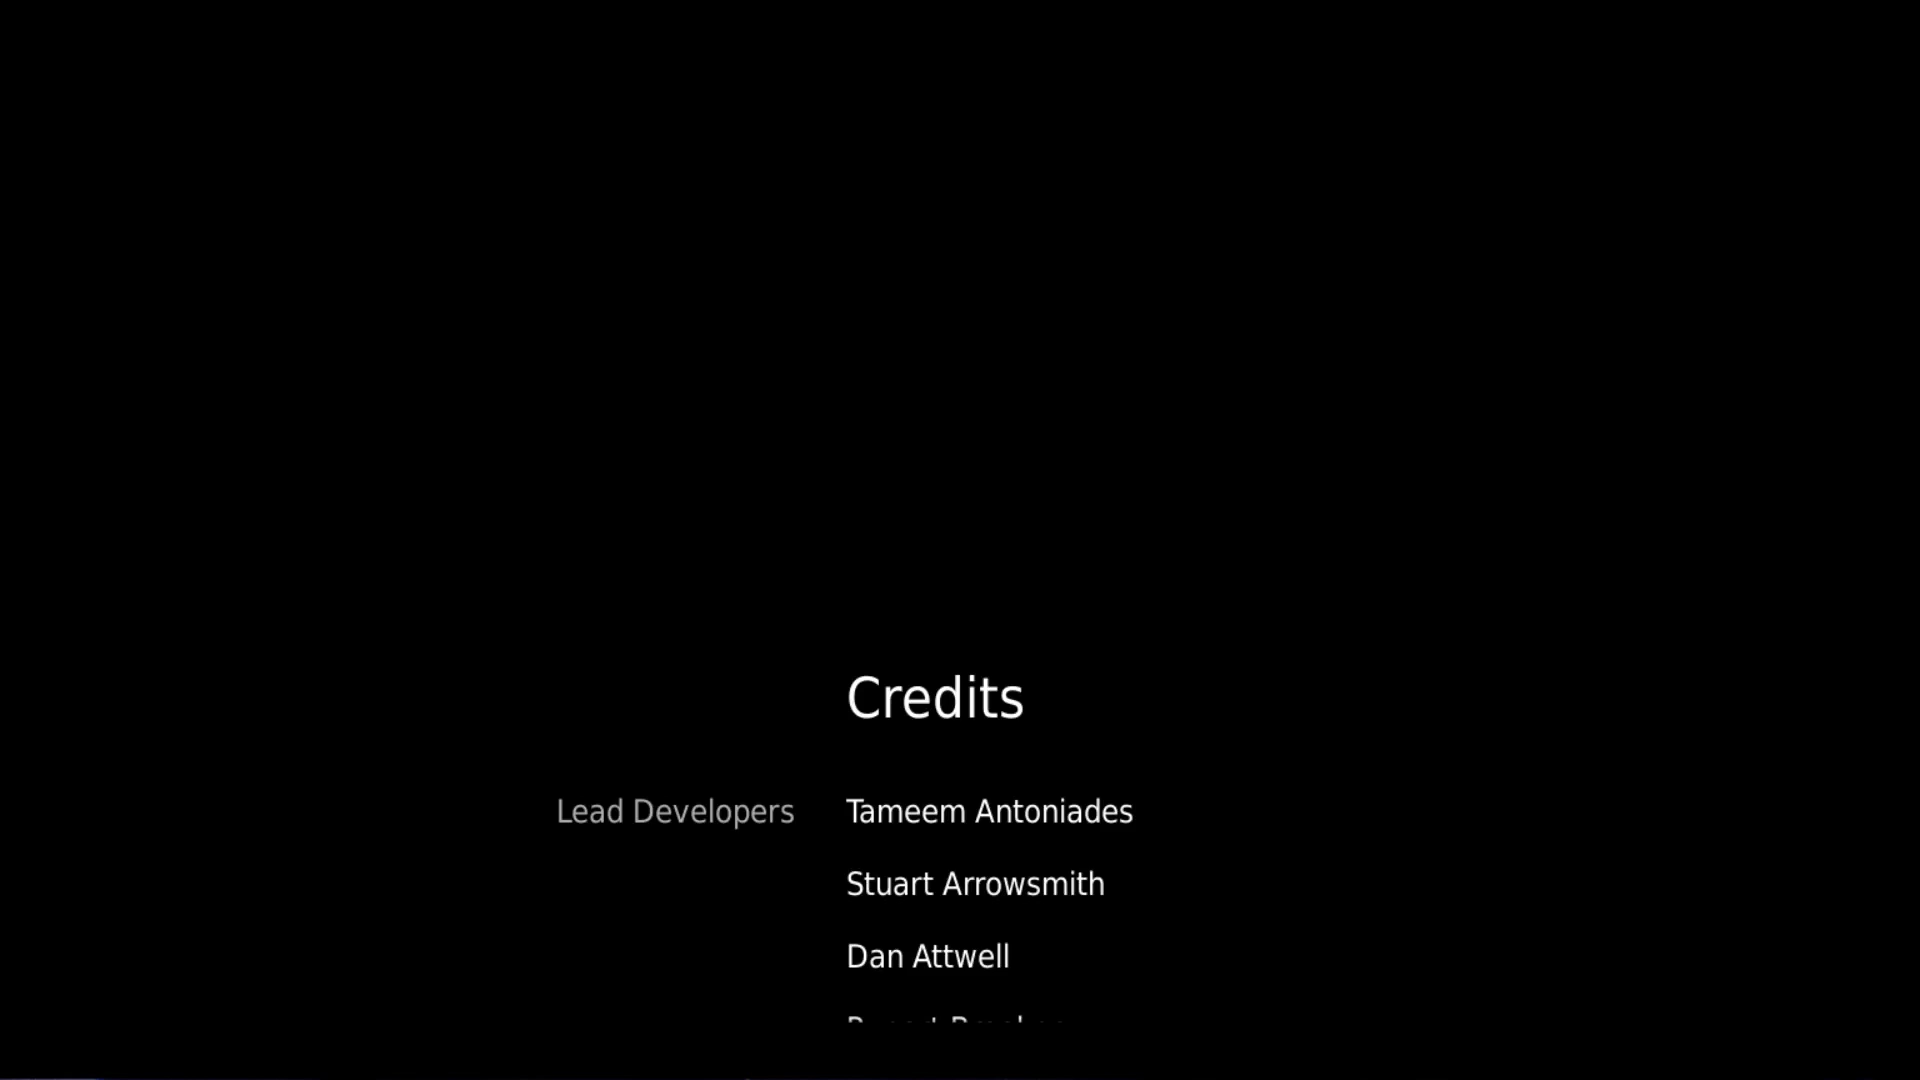 Credits
Lead Developers Tameem Antoniades
Stuart Arrowsmith
Dan Attwell